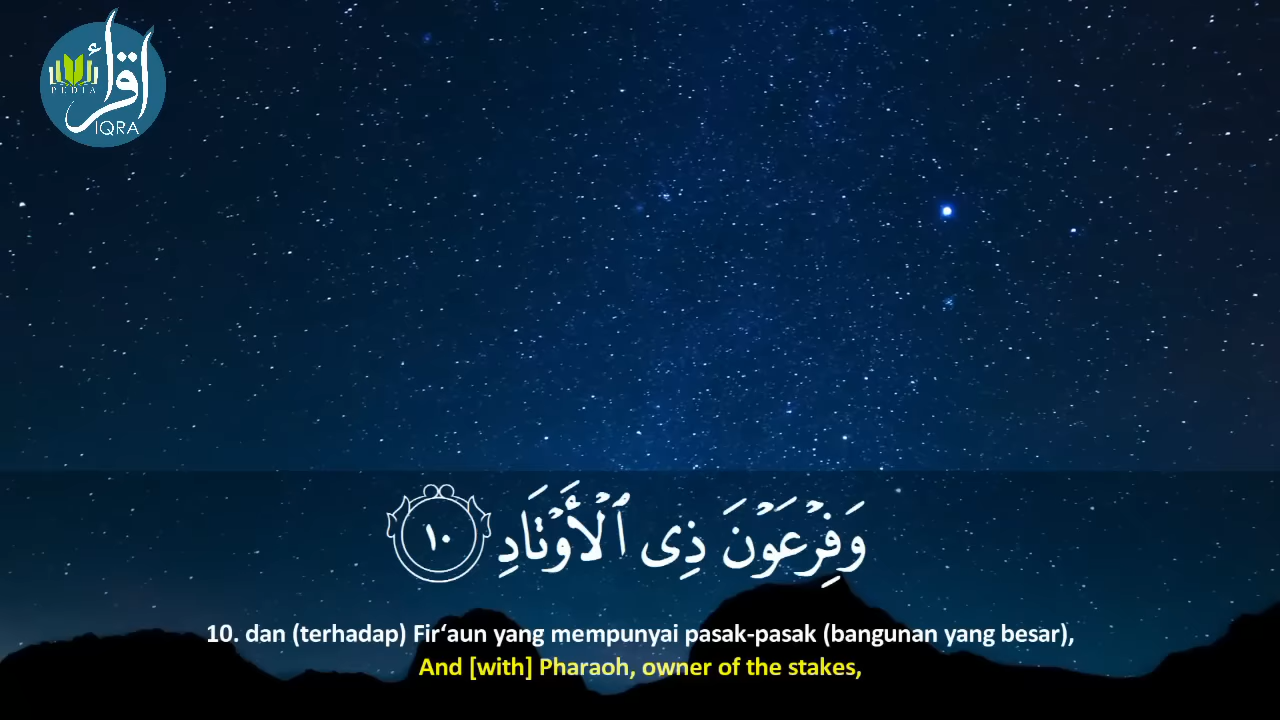 اقرأ
PUDIA
IQRA
وَفِرْعَوْنَ ذِى ٱلْأَوْتَادِ ١٠
10. dan (terhadap) Fir‘aun yang mempunyai pasak-pasak (bangunan yang besar),
And [with] Pharaoh, owner of the stakes,